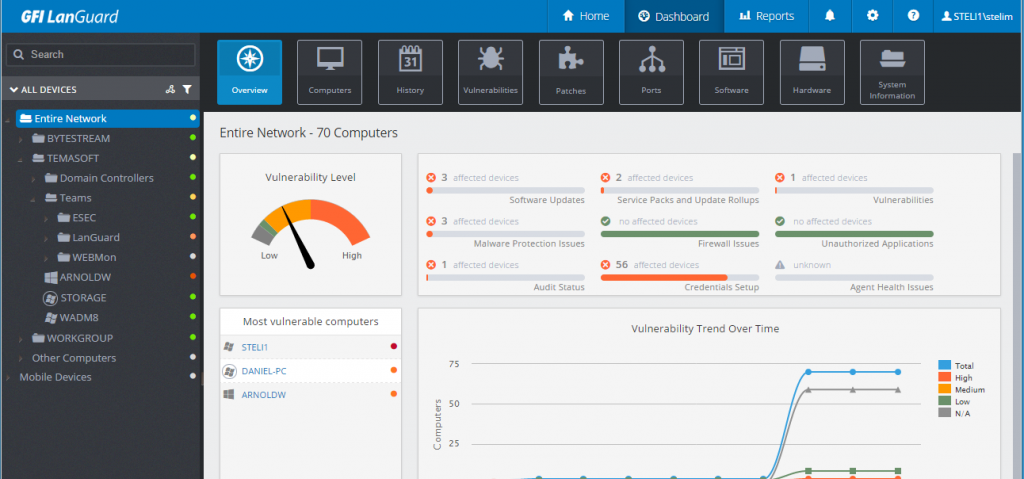 GFI LanGuard
Home
Dashboard
Reports
STELI1\stelim
Search
Overview
Computers
31
History
Vulnerabilities
Patches
Ports
Software
Hardware
System
Information
ALL DEVICES
Entire Network
BYTESTREAM
TEMASOFT
Domain Controllers
Teams
ESEC
LanGuard
WEBMon
ARNOLDW
STORAGE
WADM8
WORKGROUP
Other Computers
Mobile Devices
Entire Network - 70 Computers
Vulnerability Level
Low
High
3 affected devices
Software Updates
2 affected devices
Service Packs and Update Rollups
1 affected devices
Vulnerabilities
3 affected devices
Malware Protection Issues
no affected devices
Firewall Issues
no affected devices
Unauthorized Applications
1 affected devices
Audit Status
56 affected devices
Credentials Setup
unknown
Agent Health Issues
Most vulnerable computers
STELI1
DANIEL-PC
ARNOLDW
Vulnerability Trend Over Time
Computers
75
50
25
Total
High
Medium
Low
N/A